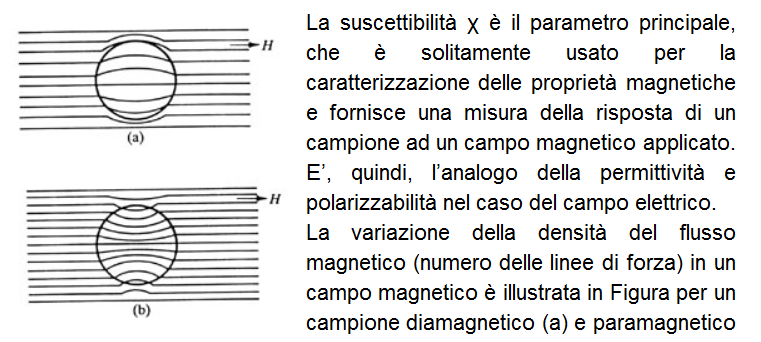 H
(a)
H
(b)
La suscettibilità χ è il parametro principale,
che è solitamente usato per la
caratterizzazione delle proprietà magnetiche
e fornisce una misura della risposta di un
campione ad un campo magnetico applicato.
E’, quindi, l’analogo della permittività e
polarizzabilità nel caso del campo elettrico.
La variazione della densità del flusso
magnetico (numero delle linee di forza) in un
campo magnetico è illustrata in Figura per un
campione diamagnetico (a) e paramagnetico